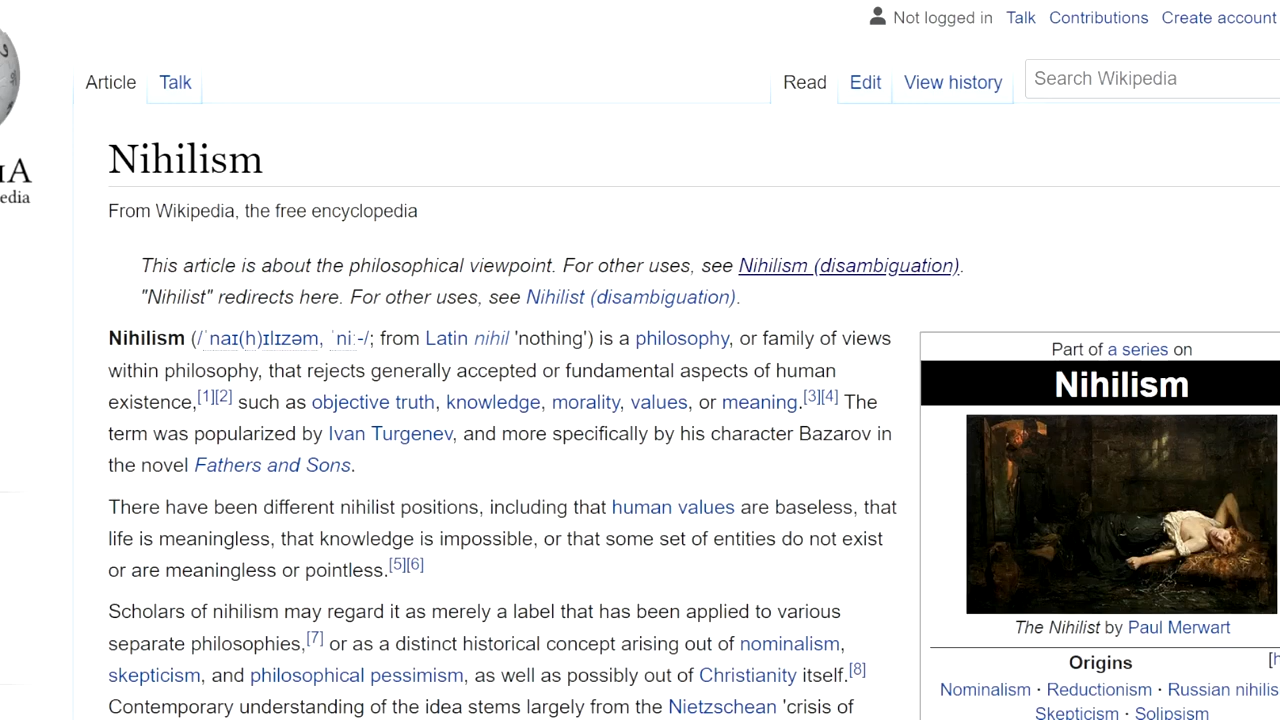 Not logged in Talk Contributions Create account
Article Talk Read Edit View history Search Wikipedia
Nihilism
From Wikipedia, the free encyclopedia
This article is about the philosophical viewpoint. For other uses, see Nihilism (disambiguation).
"Nihilist" redirects here. For other uses, see Nihilist (disambiguation).
Nihilism (/ˈnaɪ(h)ɪlɪzəm, ˈniː-/; from Latin nihil 'nothing') is a philosophy, or family of views
within philosophy, that rejects generally accepted or fundamental aspects of human
existence,[1][2] such as objective truth, knowledge, morality, values, or meaning.[3][4] The
term was popularized by Ivan Turgenev, and more specifically by his character Bazarov in
the novel Fathers and Sons.
There have been different nihilist positions, including that human values are baseless, that
life is meaningless, that knowledge is impossible, or that some set of entities do not exist
or are meaningless or pointless.[5][6]
Scholars of nihilism may regard it as merely a label that has been applied to various
separate philosophies,[7] or as a distinct historical concept arising out of nominalism,
skepticism, and philosophical pessimism, as well as possibly out of Christianity itself.[8]
Contemporary understanding of the idea stems largely from the Nietzschean 'crisis of
Part of a series on
Nihilism
The Nihilist by Paul Merwart
Origins
Nominalism · Reductionism · Russian nihilis
Skepticism · Solipsism